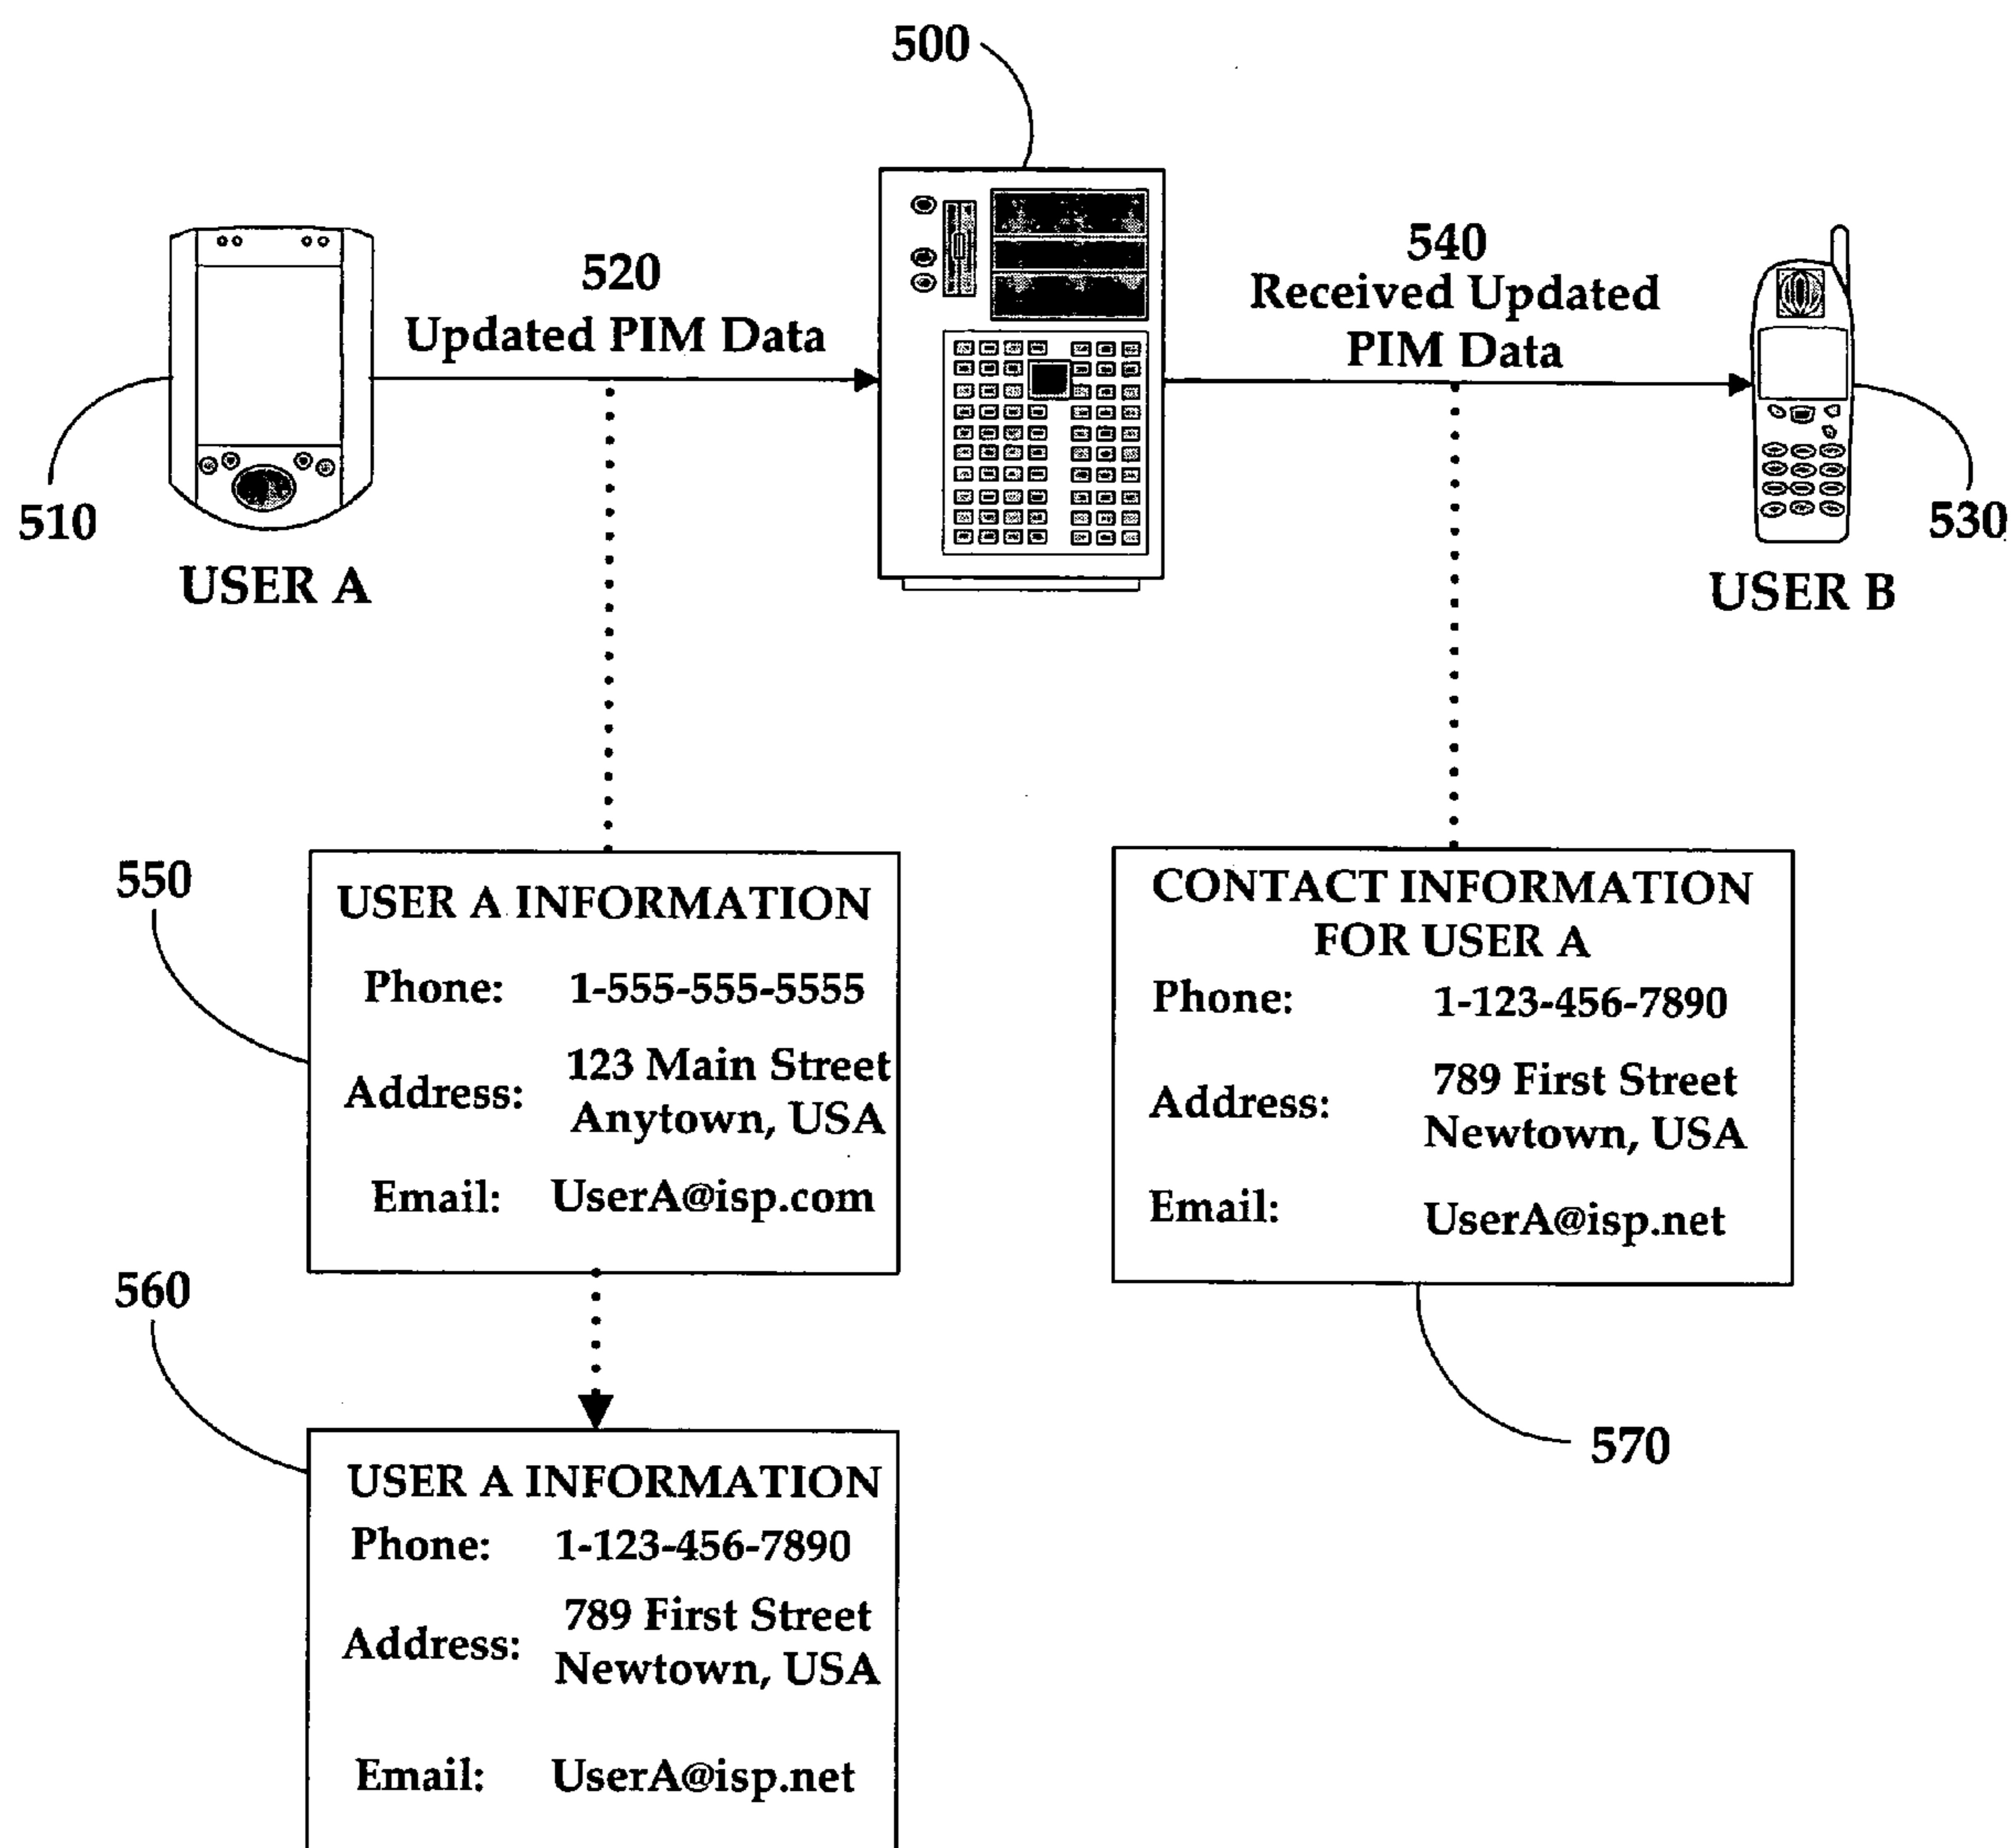 500
520
Updated PIM Data
540
Received Updated
PIM Data
510
530
USER A
USER B
550
USER A INFORMATION
Phone: 1-555-555-5555
Address: 123 Main Street
Anytown, USA
Email: UserA@isp.com
CONTACT INFORMATION
FOR USER A
Phone: 1-123-456-7890
Address: 789 First Street
Newtown, USA
Email: UserA@isp.net
560
570
USER A INFORMATION
Phone: 1-123-456-7890
Address: 789 First Street
Newtown, USA
Email: UserA@isp.net